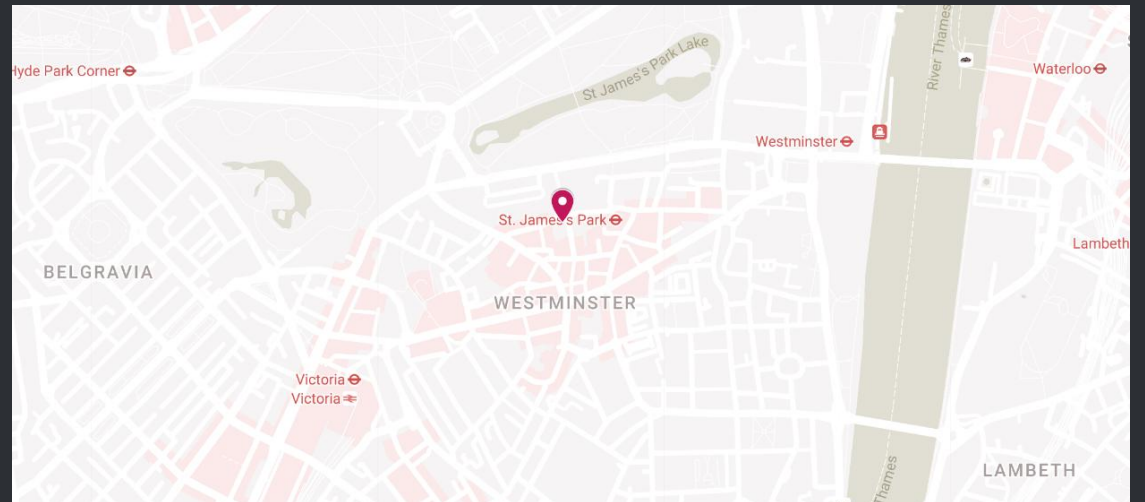 River Thames
St James's Park Lake
Hyde Park Corner
Waterloo
Westminster
St. James's Park
Lambeth
BELGRAVIA
WESTMINSTER
Victoria
Victoria
LAMBETH
Thames